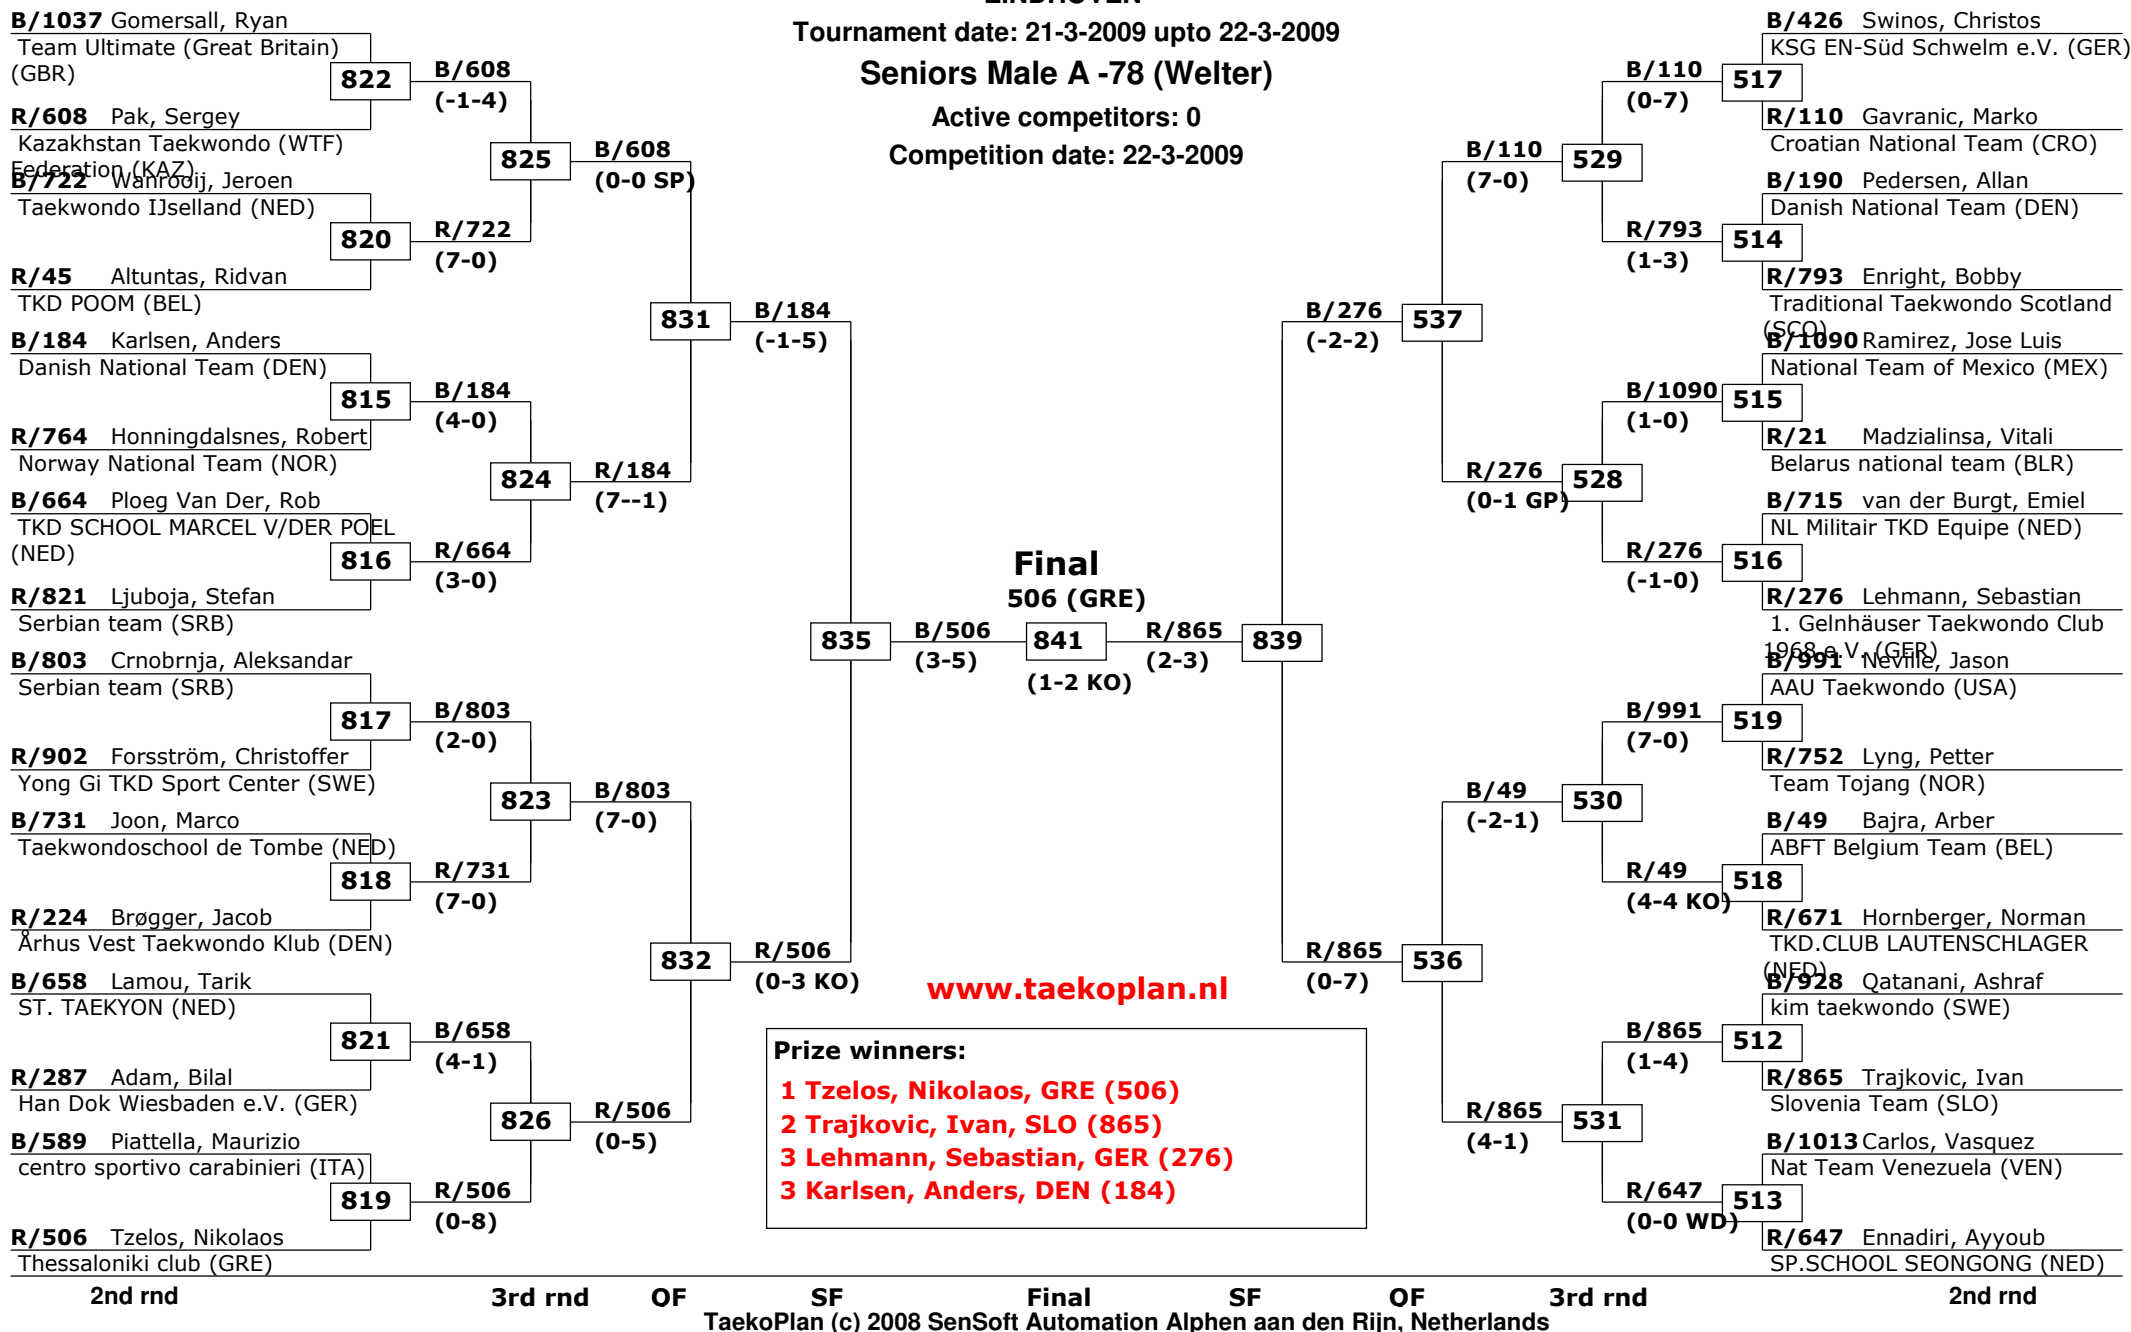 EINDHOVEN
Tournament date: 21-3-2009 upto 22-3-2009
Seniors Male A -78 (Welter)
Active competitors: 0
Competition date: 22-3-2009
B/1037 Gomersall, Ryan
Team Ultimate (Great Britain)
(GBR)
822
R/608 Pak, Sergey
Kazakhstan Taekwondo (WTF)
Federation (KAZ)
B/722 Wanrooij, Jeroen
Taekwondo IJselland (NED)
820
R/45 Altuntas, Ridvan
TKD POOM (BEL)
B/184 Karlsen, Anders
Danish National Team (DEN)
815
R/764 Honningdalsnes, Robert
Norway National Team (NOR)
B/664 Ploeg Van Der, Rob
TKD SCHOOL MARCEL V/DER POEL
(NED)
816
R/821 Ljuboja, Stefan
Serbian team (SRB)
B/803 Crnobrnja, Aleksandar
Serbian team (SRB)
817
R/902 Forsström, Christoffer
Yong Gi TKD Sport Center (SWE)
B/731 Joon, Marco
Taekwondoschool de Tombe (NED)
818
R/224 Brøgger, Jacob
Århus Vest Taekwondo Klub (DEN)
B/658 Lamou, Tarik
ST. TAEKYON (NED)
821
R/287 Adam, Bilal
Han Dok Wiesbaden e.V. (GER)
B/589 Piattella, Maurizio
centro sportivo carabinieri (ITA)
819
R/506 Tzelos, Nikolaos
Thessaloniki club (GRE)
B/608
(-1-4)
825
R/722
(7-0)
B/184
(4-0)
824
R/664
(3-0)
B/803
(2-0)
823
R/731
(7-0)
B/658
(4-1)
826
R/506
(0-8)
B/608
(0-0 SP)
831
R/184
(7--1)
B/803
(7-0)
832
R/506
(0-5)
B/184
(-1-5)
835
R/506
(0-3 KO)
Final
506 (GRE)
B/506
(3-5)
841
(1-2 KO)
R/865
(2-3)
839
B/276
(-2-2)
537
R/865
(0-7)
536
B/110
(7-0)
529
R/276
(0-1 GP)
528
B/49
(-2-1)
530
R/865
(4-1)
531
B/110
(0-7)
517
R/793
(1-3)
514
B/1090
(1-0)
515
R/276
(-1-0)
516
B/991
(7-0)
519
R/49
(4-4 KO)
518
B/865
(1-4)
512
R/647
(0-0 WD)
513
B/426 Swinos, Christos
KSG EN-Süd Schwelm e.V. (GER)
R/110 Gavranic, Marko
Croatian National Team (CRO)
B/190 Pedersen, Allan
Danish National Team (DEN)
R/793 Enright, Bobby
Traditional Taekwondo Scotland
(SCO)
B/1090 Ramirez, Jose Luis
National Team of Mexico (MEX)
R/21 Madzialinsa, Vitali
Belarus national team (BLR)
B/715 van der Burgt, Emiel
NL Militair TKD Equipe (NED)
R/276 Lehmann, Sebastian
1. Gelnhäuser Taekwondo Club
1968 e.V. (GER)
B/991 Neville, Jason
AAU Taekwondo (USA)
R/752 Lyng, Petter
Team Tojang (NOR)
B/49 Bajra, Arber
ABFT Belgium Team (BEL)
R/671 Hornberger, Norman
TKD.CLUB LAUTENSCHLAGER
(NED)
B/928 Qatanani, Ashraf
kim taekwondo (SWE)
R/865 Trajkovic, Ivan
Slovenia Team (SLO)
B/1013 Carlos, Vasquez
Nat Team Venezuela (VEN)
R/647 Ennadiri, Ayyoub
SP.SCHOOL SEONGONG (NED)
www.taekoplan.nl
Prize winners:
1 Tzelos, Nikolaos, GRE (506)
2 Trajkovic, Ivan, SLO (865)
3 Lehmann, Sebastian, GER (276)
3 Karlsen, Anders, DEN (184)
2nd rnd 3rd rnd QF SF Final SF QF 3rd rnd 2nd rnd
TaekoPlan (c) 2008 SenSoft Automation Alphen aan den Rijn, Netherlands